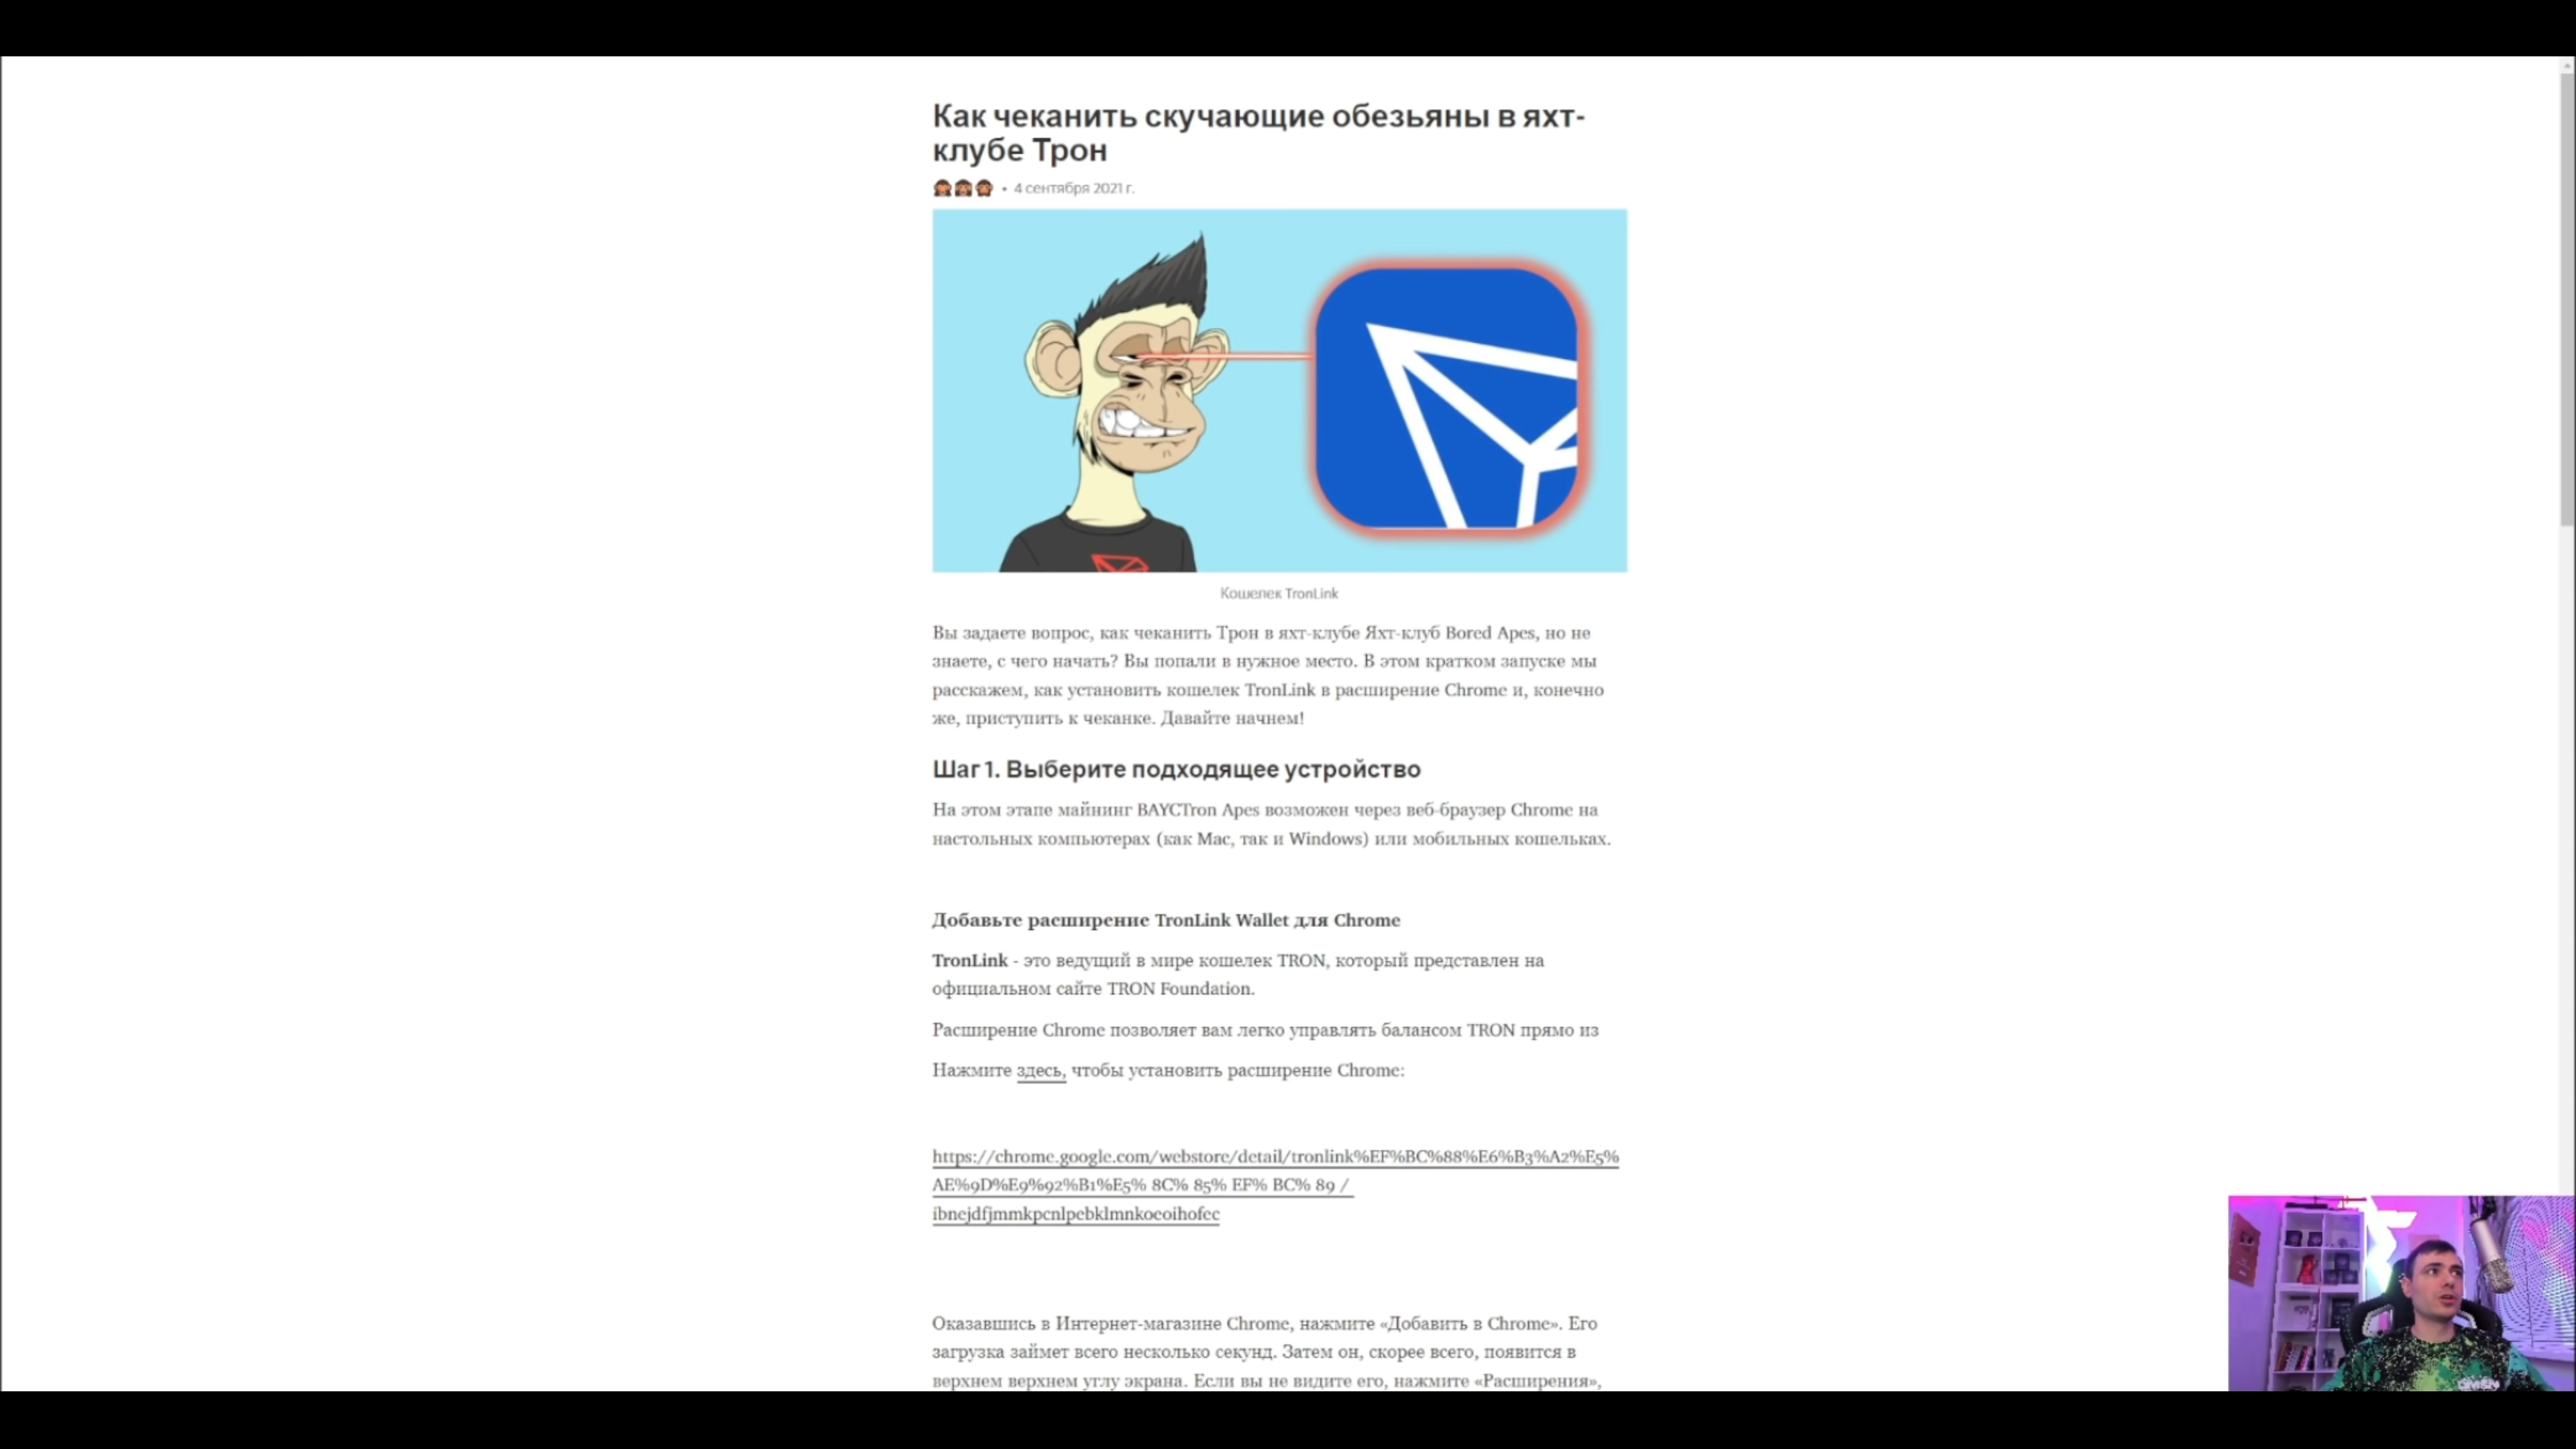 Как чеканить скучающие обезьяны в яхт-
клубе Трон
• 4 сентября 2021 г.
Кошелек TronLink
Вы задаете вопрос, как чеканить Трон в яхт-клубе Яхт-клуб Bored Apes, но не
знаете, с чего начать? Вы попали в нужное место. В этом кратком запуске мы
расскажем, как установить кошелек TronLink в расширение Chrome и, конечно
же, приступить к чеканке. Давайте начнем!
Шаг 1. Выберите подходящее устройство
На этом этапе майнинг BAYCTron Apes возможен через веб-браузер Chrome на
настольных компьютерах (как Mac, так и Windows) или мобильных кошельках.
Добавьте расширение TronLink Wallet для Chrome
TronLink - это ведущий в мире кошелек TRON, который представлен на
официальном сайте TRON Foundation.
Расширение Chrome позволяет вам легко управлять балансом TRON прямо из
Нажмите здесь, чтобы установить расширение Chrome:
https://chrome.google.com/webstore/detail/tronlink%EF%BC%88%E6%B3%A2%E5%
AE%9D%E9%92%B1%E5% 8C% 85% EF% BC% 89 /
ibnejdfjmmkpcnlpebklmnkoeoihofec
Оказавшись в Интернет-магазине Chrome, нажмите «Добавить в Chrome». Его
загрузка займет всего несколько секунд. Затем он, скорее всего, появится в
верхнем верхнем углу экрана. Если вы не видите его, нажмите «Расширения»,